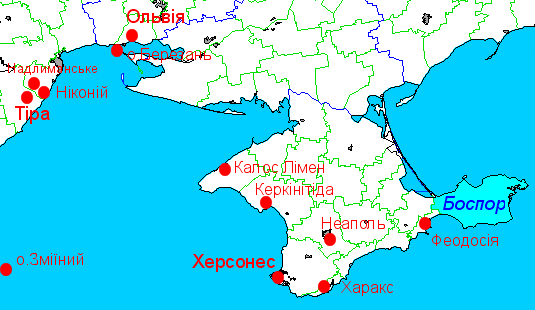 Ольвія
о Березань
Надлиманське
Ніконій
Тіра
Калос Лімен
Керкінітіда
Боспор
Неаполь
Феодосія
о Зміїний
Херсонес
Харакс